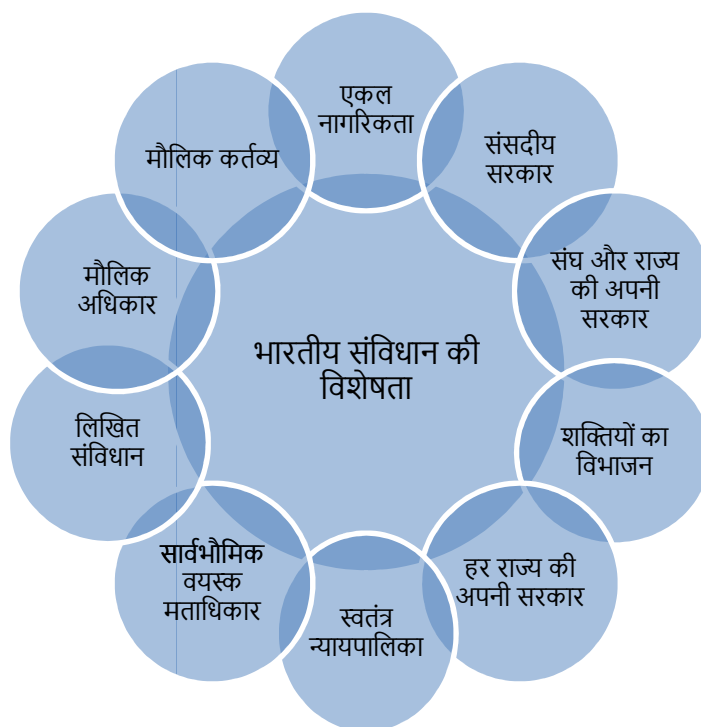 एकल
नागरिकता
संसदीय
सरकार
संघ और राज्य
की अपनी
सरकार
शक्तियों का
विभाजन
हर राज्य की
अपनी सरकार
स्वतंत्र
न्यायपालिका
सार्वभौमिक
वयस्क
मताधिकार
लिखित
संविधान
मौलिक
अधिकार
मौलिक कर्तव्य
भारतीय संविधान की
विशेषता